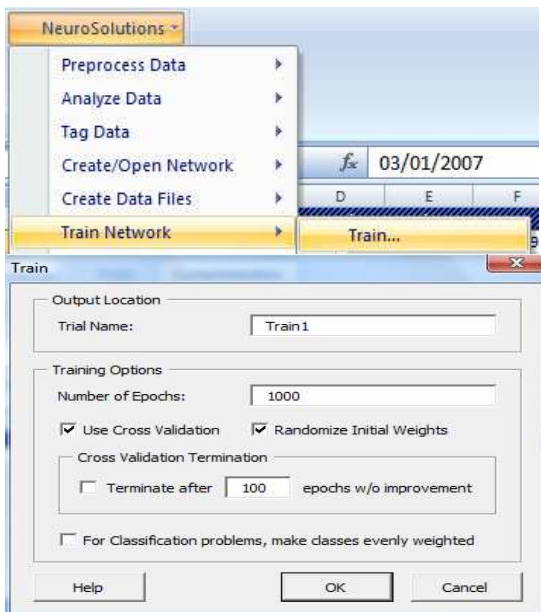 NeuroSolutions
Preprocess Data
Analyze Data
Tag Data
Create/Open Network
Create Data Files
Train Network
Train...
fx 03/01/2007
D E F
9
Train
Output Location
Trial Name: Train1
Training Options
Number of Epochs: 1000
Use Cross Validation Randomize Initial Weights
Cross Validation Termination
Terminate after 100 epochs w/o improvement
For Classification problems, make classes evenly weighted
Help OK Cancel